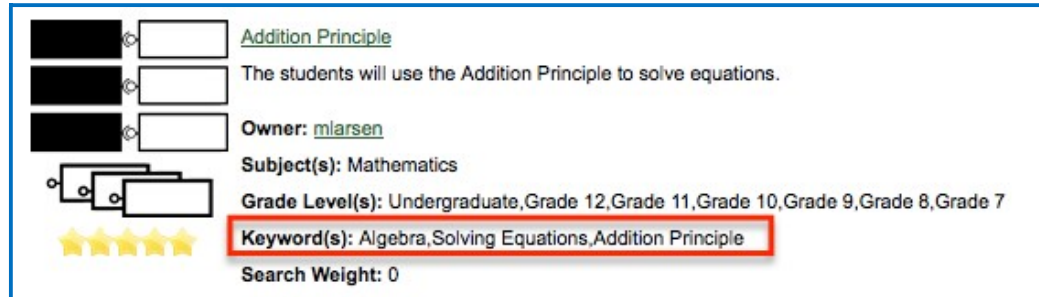 Addition Principle
The students will use the Addition Principle to solve equations.
Owner: mlarsen
Subject(s): Mathematics
Grade Level(s): Undergraduate,Grade 12,Grade 11,Grade 10,Grade 9,Grade 8,Grade 7
Keyword(s): Algebra,Solving Equations,Addition Principle
Search Weight: 0